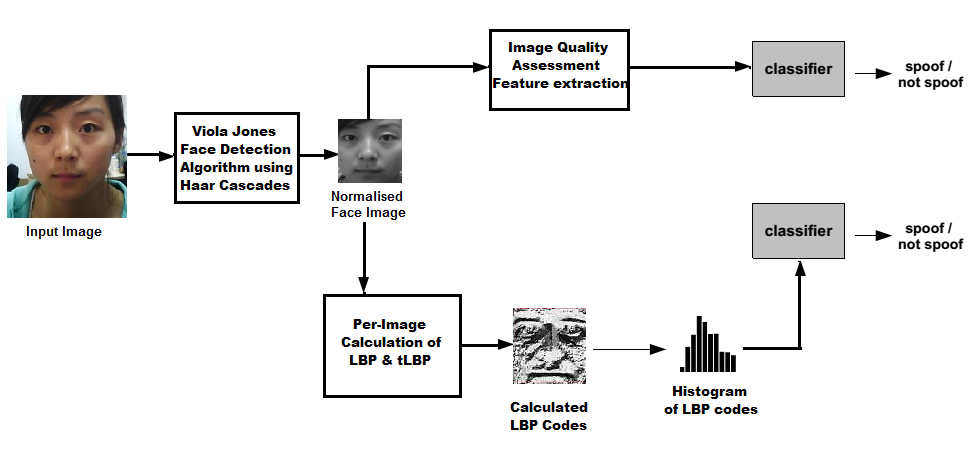 Image Quality
Assessment
Feature extraction
classifier
spoof /
not spoof
Viola Jones
Face Detection
Algorithm using
Haar Cascades
Input Image
Normalised
Face Image
Per-Image
Calculation of
LBP & tLBP
Calculated
LBP Codes
Histogram
of LBP codes
classifier
spoof /
not spoof